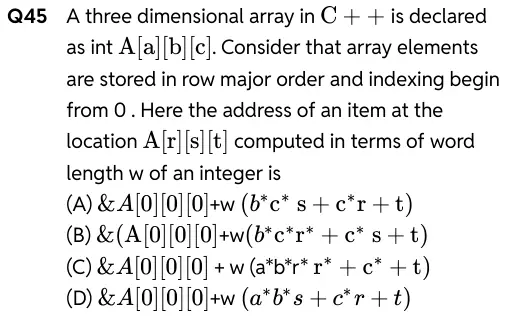 Q45 A three dimensional array in C + + is declared
as int A[a][b][c]. Consider that array elements
are stored in row major order and indexing begin
from 0 . Here the address of an item at the
location A[r][s][t] computed in terms of word
length w of an integer is
(A) &A[0][0][0]+w (b*c* s + c*r + t)
(B) &(A[0][0][0]+w(b*c*r* + c* s + t)
(C) &A[0][0][0] + w (a*b*r* r* + c* + t)
(D) &A[0][0][0]+w (a*b*s + c*r + t)